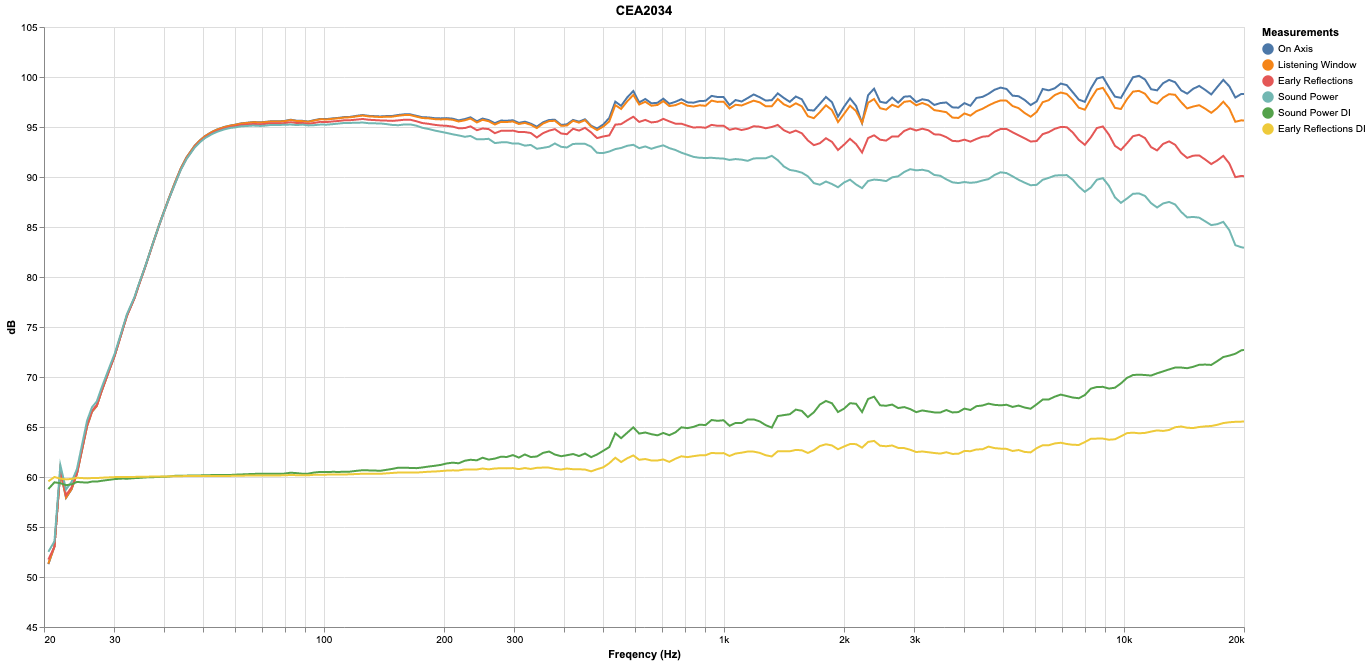 CEA2034
105
100
95
90
85
80
75
70
65
60
55
50
45
dB
20
30
100
200
300
1k
2k
3k
10k
20k
Freqency (Hz)
Measurements
On Axis
Listening Window
Early Reflections
Sound Power
Sound Power DI
Early Reflections DI